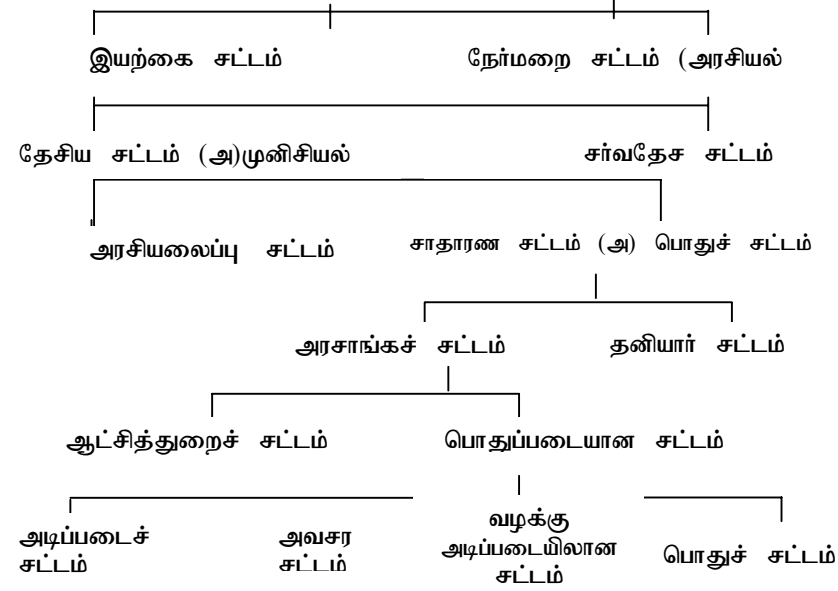 இயற்கை சட்டம் நேர்மறை சட்டம் (அரசியல்
தேசிய சட்டம் (அ)முனிசியல் சர்வதேச சட்டம்
அரசியலைப்பு சட்டம் சாதாரண சட்டம் (அ) பொதுச் சட்டம்
அரசாங்கச் சட்டம் தனியார் சட்டம்
ஆட்சித்துறைச் சட்டம் பொதுப்படையான சட்டம்
அடிப்படைச்
சட்டம்
அவசர
சட்டம்
வழக்கு
அடிப்படையிலான
சட்டம்
பொதுச் சட்டம்